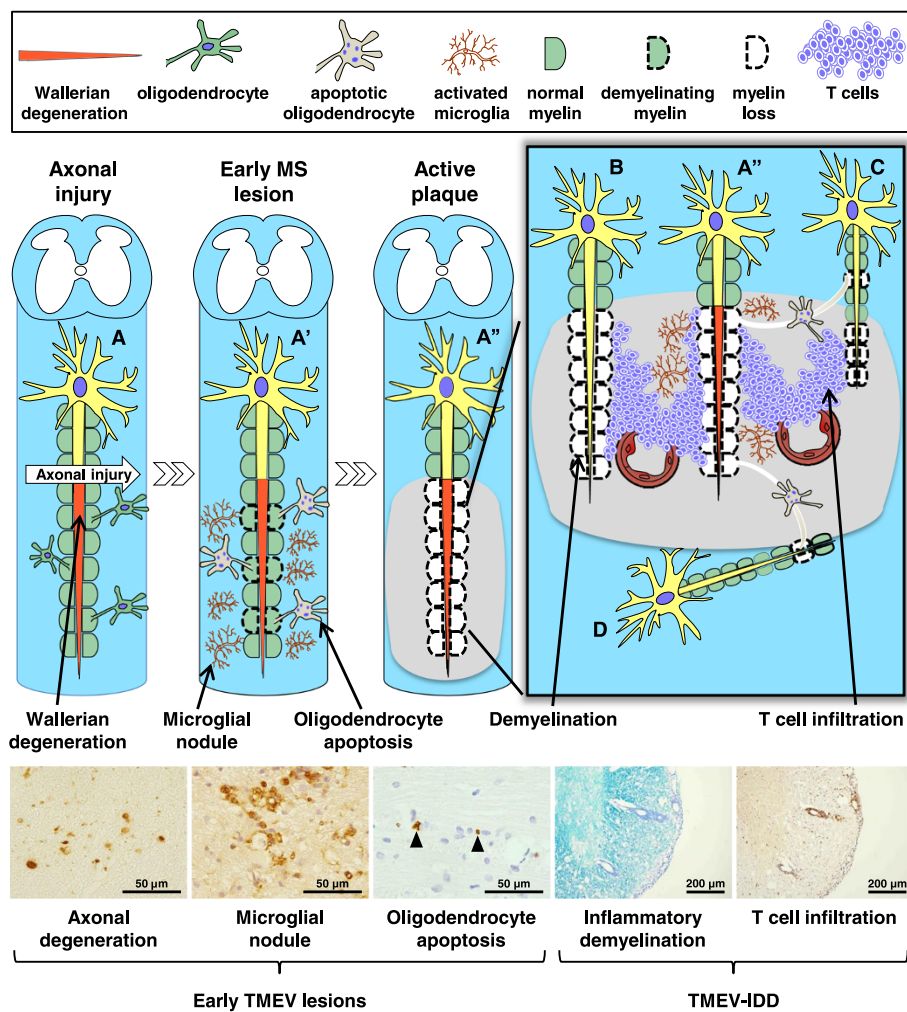 Wallerian
degeneration
oligodendrocyte
apoptotic
oligodendrocyte
activated
microglia
normal
myelin
demyelinating
myelin
myelin
loss
T cells
Axonal
injury
Early MS
lesion
Active
plaque
A
A'
A"
B
A"
C
D
Axonal injury
Wallerian
degeneration
Microglial
nodule
Oligodendrocyte
apoptosis
Demyelination
T cell infiltration
50 µm
50 µm
50 µm
200 µm
200 µm
Axonal
degeneration
Microglial
nodule
Oligodendrocyte
apoptosis
Inflammatory
demyelination
T cell infiltration
Early TMEV lesions
TMEV-IDD